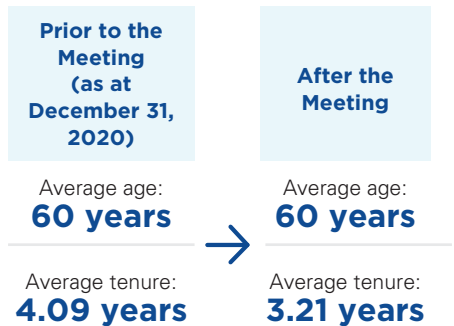 Prior to the
Meeting
(as at
December 31,
2020)
Average age:
60 years
Average tenure:
4.09 years
After the
Meeting
Average age:
60 years
Average tenure:
3.21 years